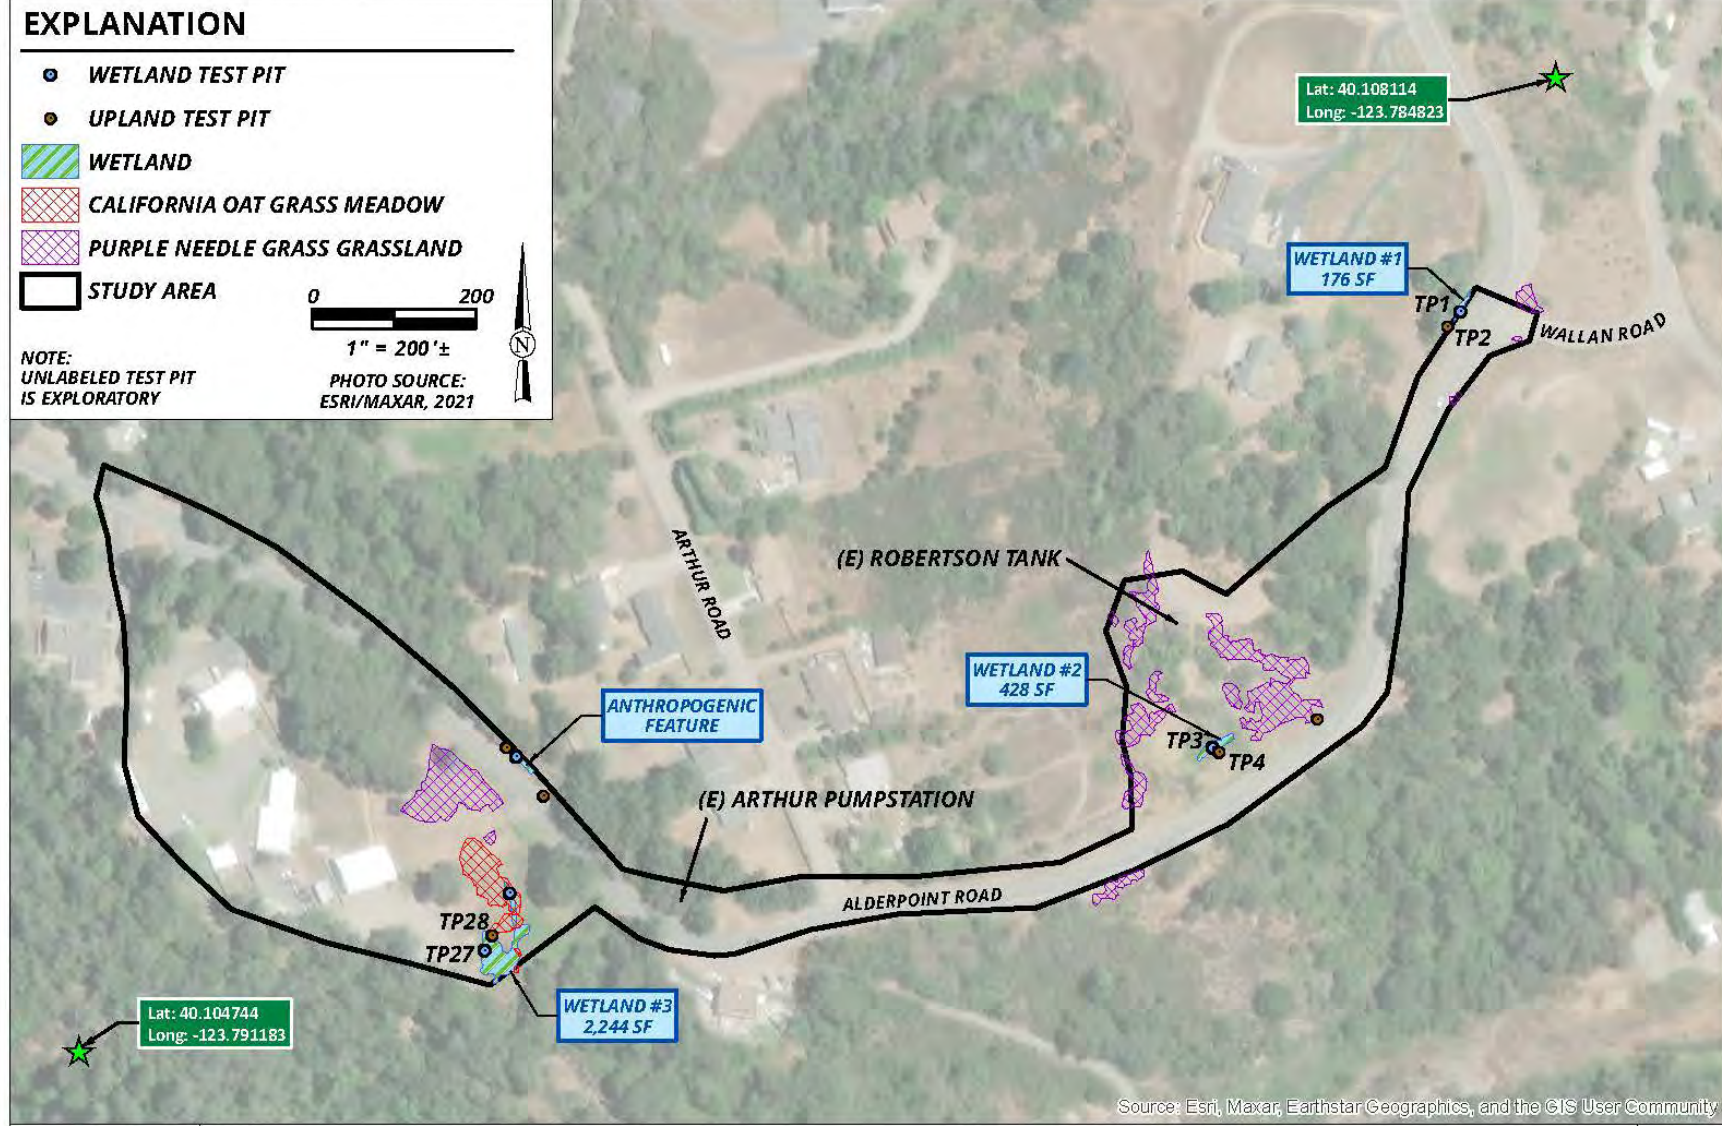 EXPLANATION
WETLAND TEST PIT
UPLAND TEST PIT
WETLAND
CALIFORNIA OAT GRASS MEADOW
PURPLE NEEDLE GRASS GRASSLAND
STUDY AREA
0 200
1" = 200'±
N
NOTE:
UNLABELED TEST PIT
IS EXPLORATORY
PHOTO SOURCE:
ESRI/MAXAR, 2021
Lat: 40.108114
Long: -123.784823
WETLAND #1
176 SF
TP1
TP2
WALLAN ROAD
ARTHUR ROAD
(E) ROBERTSON TANK
WETLAND #2
428 SF
TP3
TP4
ANTHROPOGENIC
FEATURE
(E) ARTHUR PUMPSTATION
ALDERPOINT ROAD
TP28
TP27
WETLAND #3
2,244 SF
Lat: 40.104744
Long: -123.791183
Source: Esri, Maxar, Earthstar Geographics, and the GIS User Community